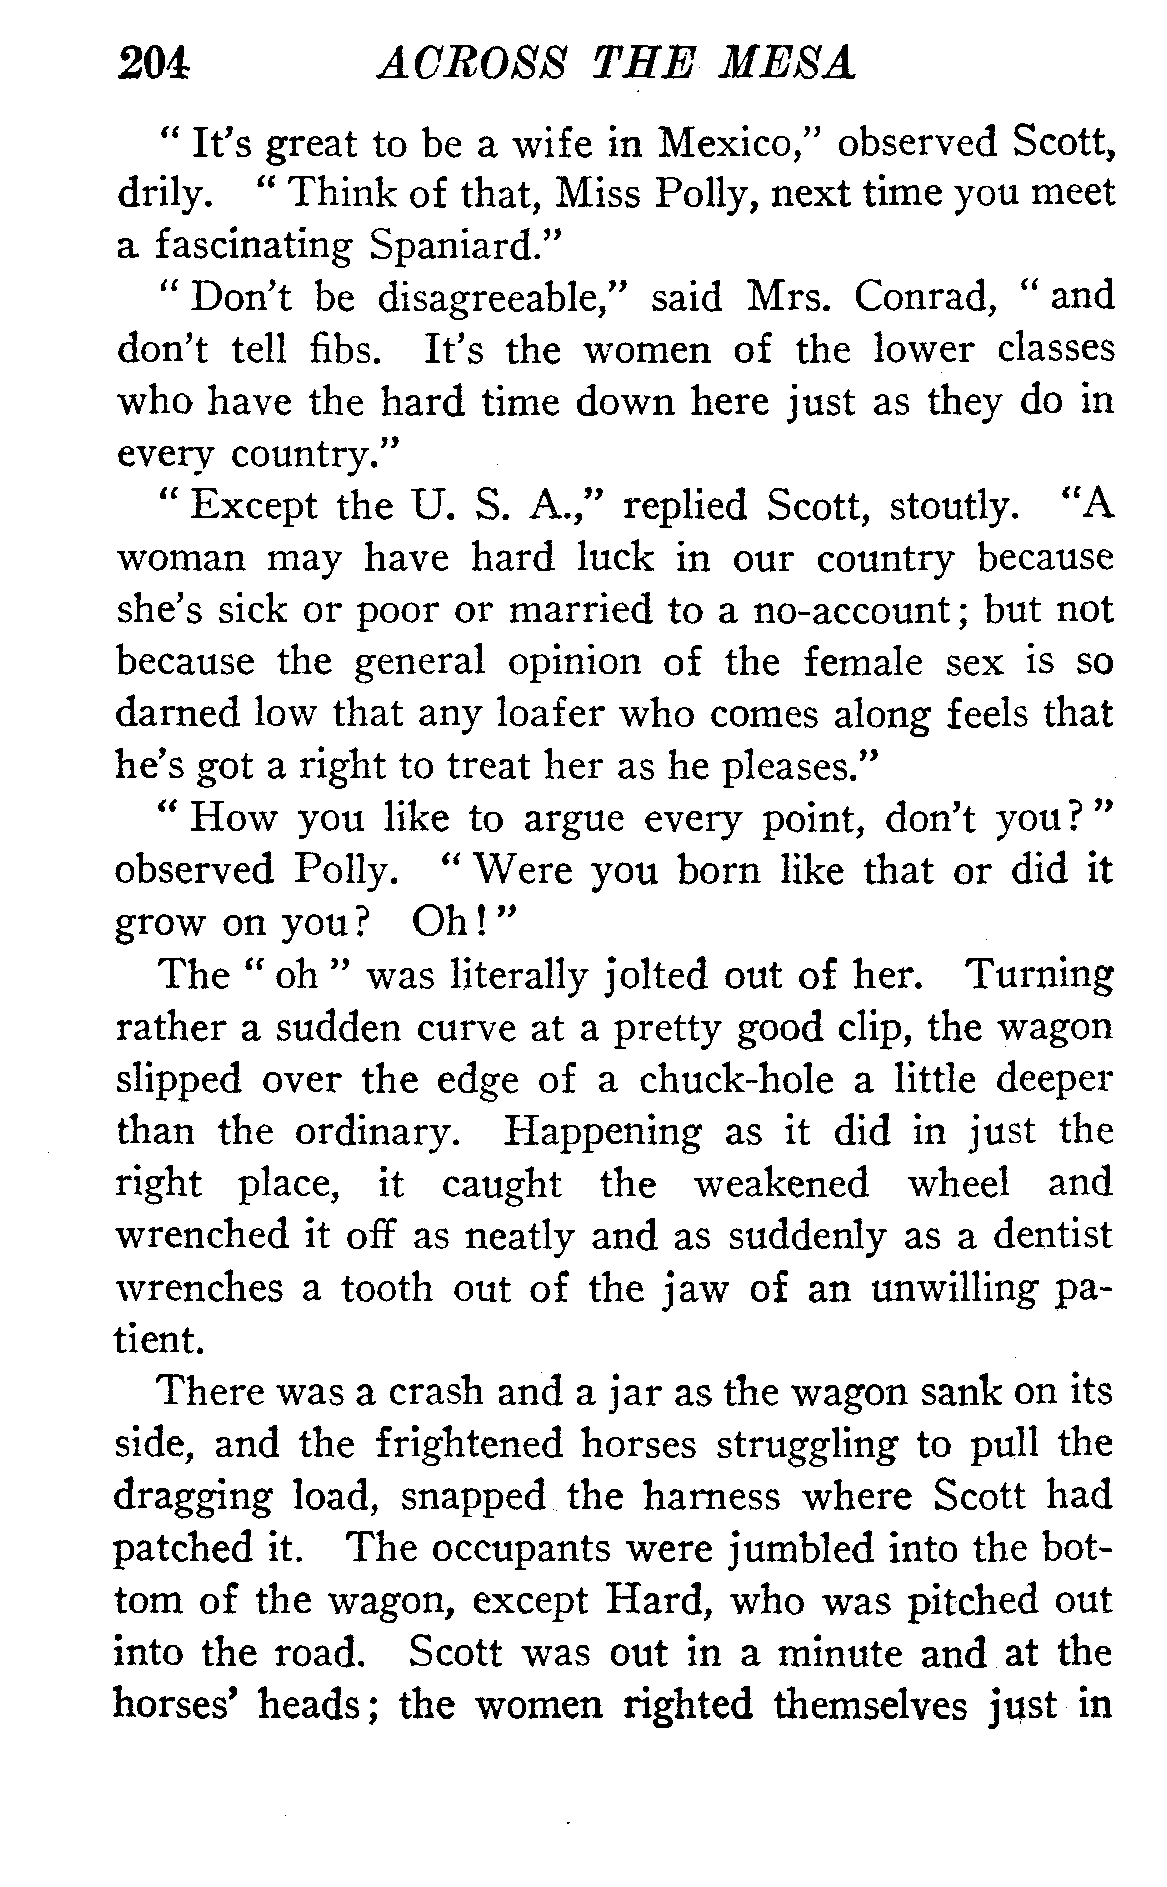 204 ACROSS THE MESA
“ It’s great to be a wife in Mexico,” observed Scott,
drily. “ Think of that, Miss Polly, next time you meet
a fascinating Spaniard.”
“ Don’t be disagreeable,” said Mrs. Conrad, “ and
don’t tell fibs. It’s the women of the lower classes
who have the hard time down here just as they do in
every country.”
“ Except the U. S. A.,” replied Scott, stoutly. “A
woman may have hard luck in our country because
she’s sick or poor or married to a no-account; but not
because the general opinion of the female sex is so
darned low that any loafer who comes along feels that
he’s got a right to treat her as he pleases.”
“ How you like to argue every point, don’t you? ”
observed Polly. “ Were you born like that or did it
grow on you? Oh! ”
The “ oh ” was literally jolted out of her. Turning
rather a sudden curve at a pretty good clip, the wagon
slipped over the edge of a chuck-hole a little deeper
than the ordinary. Happening as it did in just the
right place, it caught the weakened wheel and
wrenched it off as neatly and as suddenly as a dentist
wrenches a tooth out of the jaw of an unwilling pa-
tient.
There was a crash and a jar as the wagon sank on its
side, and the frightened horses struggling to pull the
dragging load, snapped the harness where Scott had
patched it. The occupants were jumbled into the bot-
tom of the wagon, except Hard, who was pitched out
into the road. Scott was out in a minute and at the
horses’ heads; the women righted themselves just in